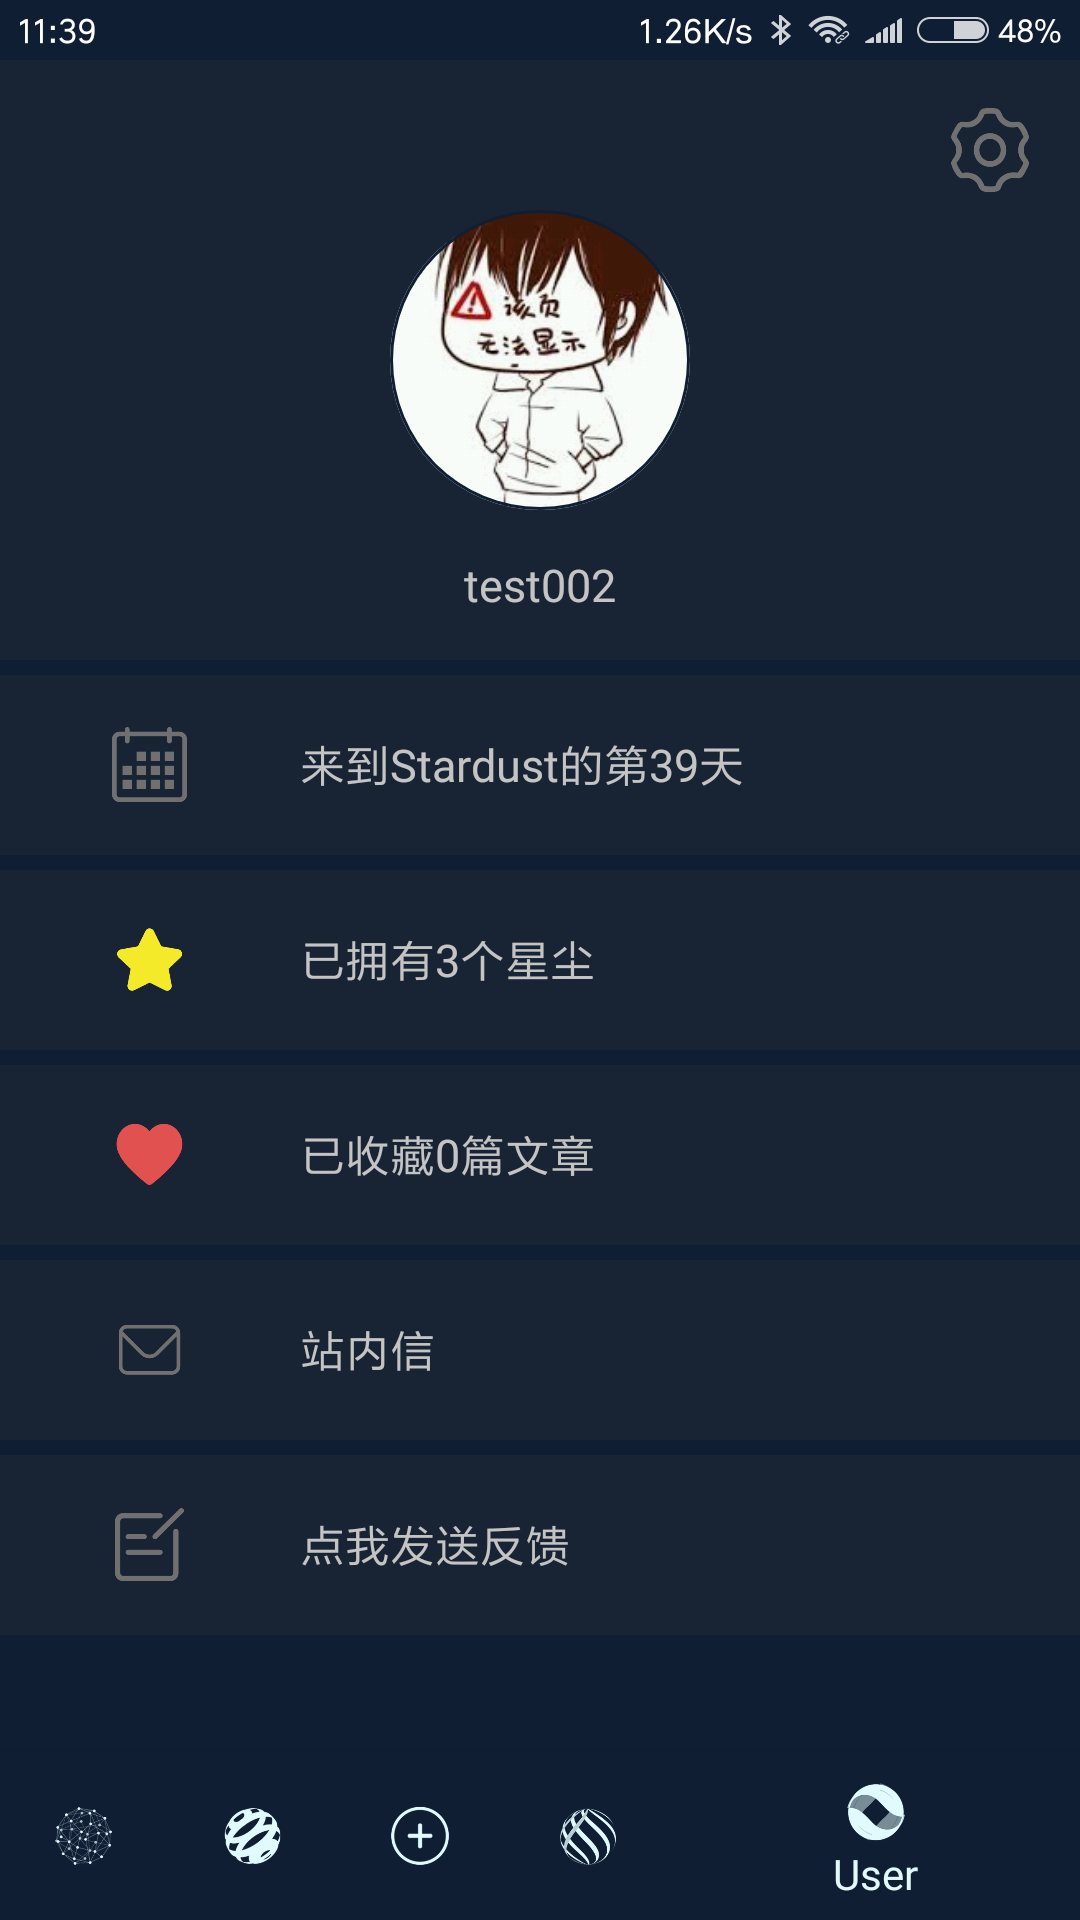 11:39 1.26K/s 48%
该页
无法显示
test002
来到Stardust的第39天
已拥有3个星尘
已收藏0篇文章
站内信
点我发送反馈
User